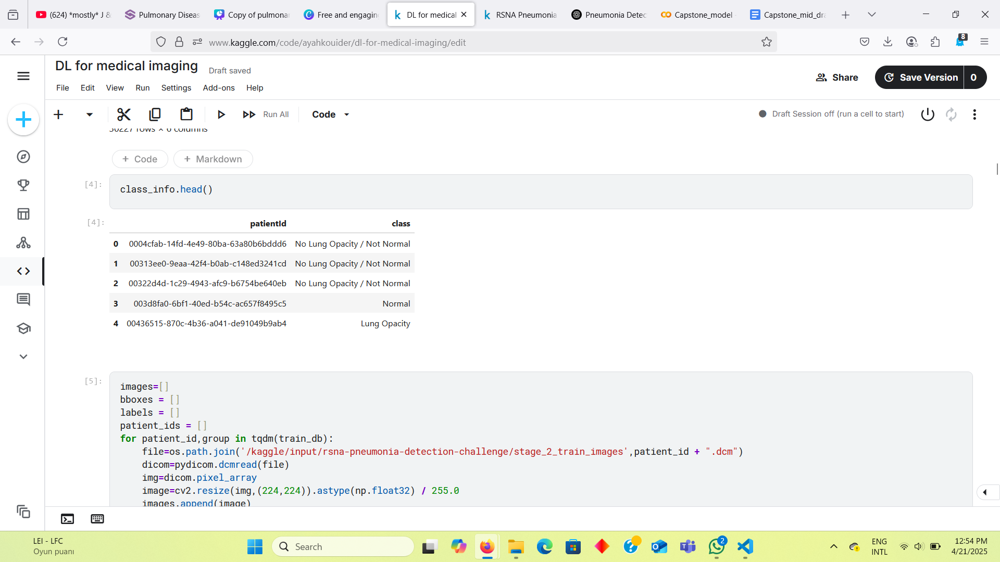 (624) *mostly* J &
Pulmonary Diseas
Copy of pulmonar
Free and engaging
DL for medical
RSNA Pneumonia
Pneumonia Detec
Capstone_model -
Capstone_mid_dra
www.kaggle.com/code/ayahkouider/dl-for-medical-imaging/edit
8
DL for medical imaging
Draft saved
Share
Save Version
0
File Edit View Run Settings Add-ons Help
Run All
Code
Draft Session off (run a cell to start)
30227 rows × 6 columns
+ Code
+ Markdown
[4]:
class_info.head()
[4]:
patientId class
0 0004cfab-14fd-4e49-80ba-63a80b6bddd6 No Lung Opacity / Not Normal
1 00313ee0-9eaa-42f4-b0ab-c148ed3241cd No Lung Opacity / Not Normal
2 00322d4d-1c29-4943-afc9-b6754be640eb No Lung Opacity / Not Normal
3 003d8fa0-6bf1-40ed-b54c-ac657f8495c5 Normal
4 00436515-870c-4b36-a041-de91049b9ab4 Lung Opacity
[5]:
images=[]
bboxes = []
labels = []
patient_ids = []
for patient_id,group in tqdm(train_db):
    file=os.path.join('/kaggle/input/rsna-pneumonia-detection-challenge/stage_2_train_images',patient_id + ".dcm")
    dicom=pydicom.dcmread(file)
    img=dicom.pixel_array
    image=cv2.resize(img,(224,224)).astype(np.float32) / 255.0
    images.append(image)
LEI - LFC
Oyun puanı
Search
2
ENG
INTL
12:54 PM
4/21/2025